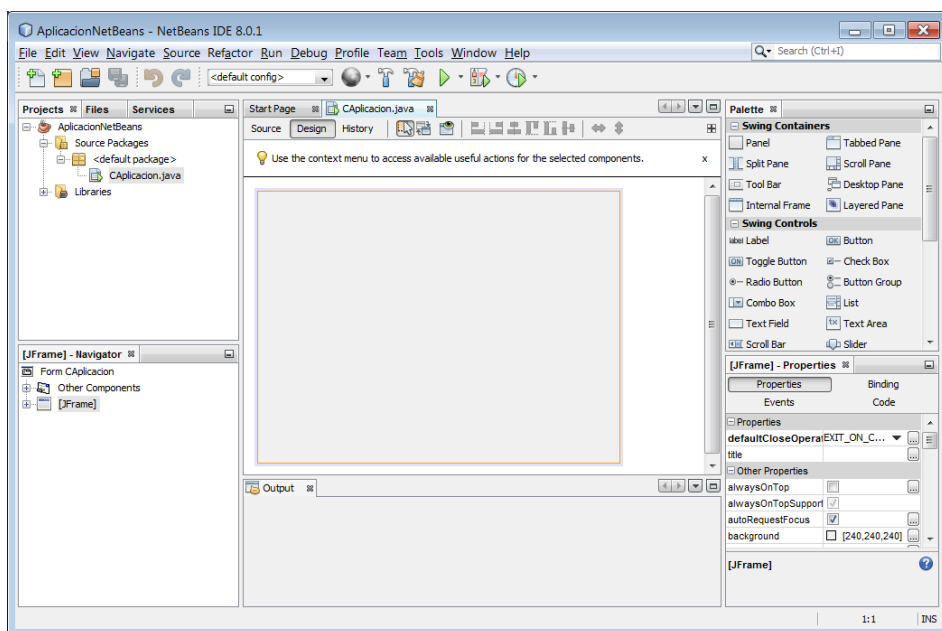 AplicacionNetBeans - NetBeans IDE 8.0.1
File Edit View Navigate Source Refactor Run Debug Profile Team Tools Window Help
Search (Ctrl+I)
<default config>
Projects Files Services
AplicacionNetBeans
Source Packages
<default package>
CAplicacion.java
Libraries
[JFrame] - Navigator
Form CAplicacion
Other Components
[JFrame]
Start Page CAplicacion.java
Source Design History
Use the context menu to access available useful actions for the selected components. x
Output
Palette
Swing Containers
Panel Tabbed Pane
Split Pane Scroll Pane
Tool Bar Desktop Pane
Internal Frame Layered Pane
Swing Controls
label Label OK Button
ON Toggle Button Check Box
Radio Button Button Group
Combo Box List
Text Field tx Text Area
Scroll Bar Slider
[JFrame] - Properties
Properties Binding
Events Code
Properties
defaultCloseOperat EXIT_ON_C... ...
title ...
Other Properties
alwaysOnTop ...
alwaysOnTopSupport
autoRequestFocus ...
background [240,240,240] ...
[JFrame]
1:1 INS